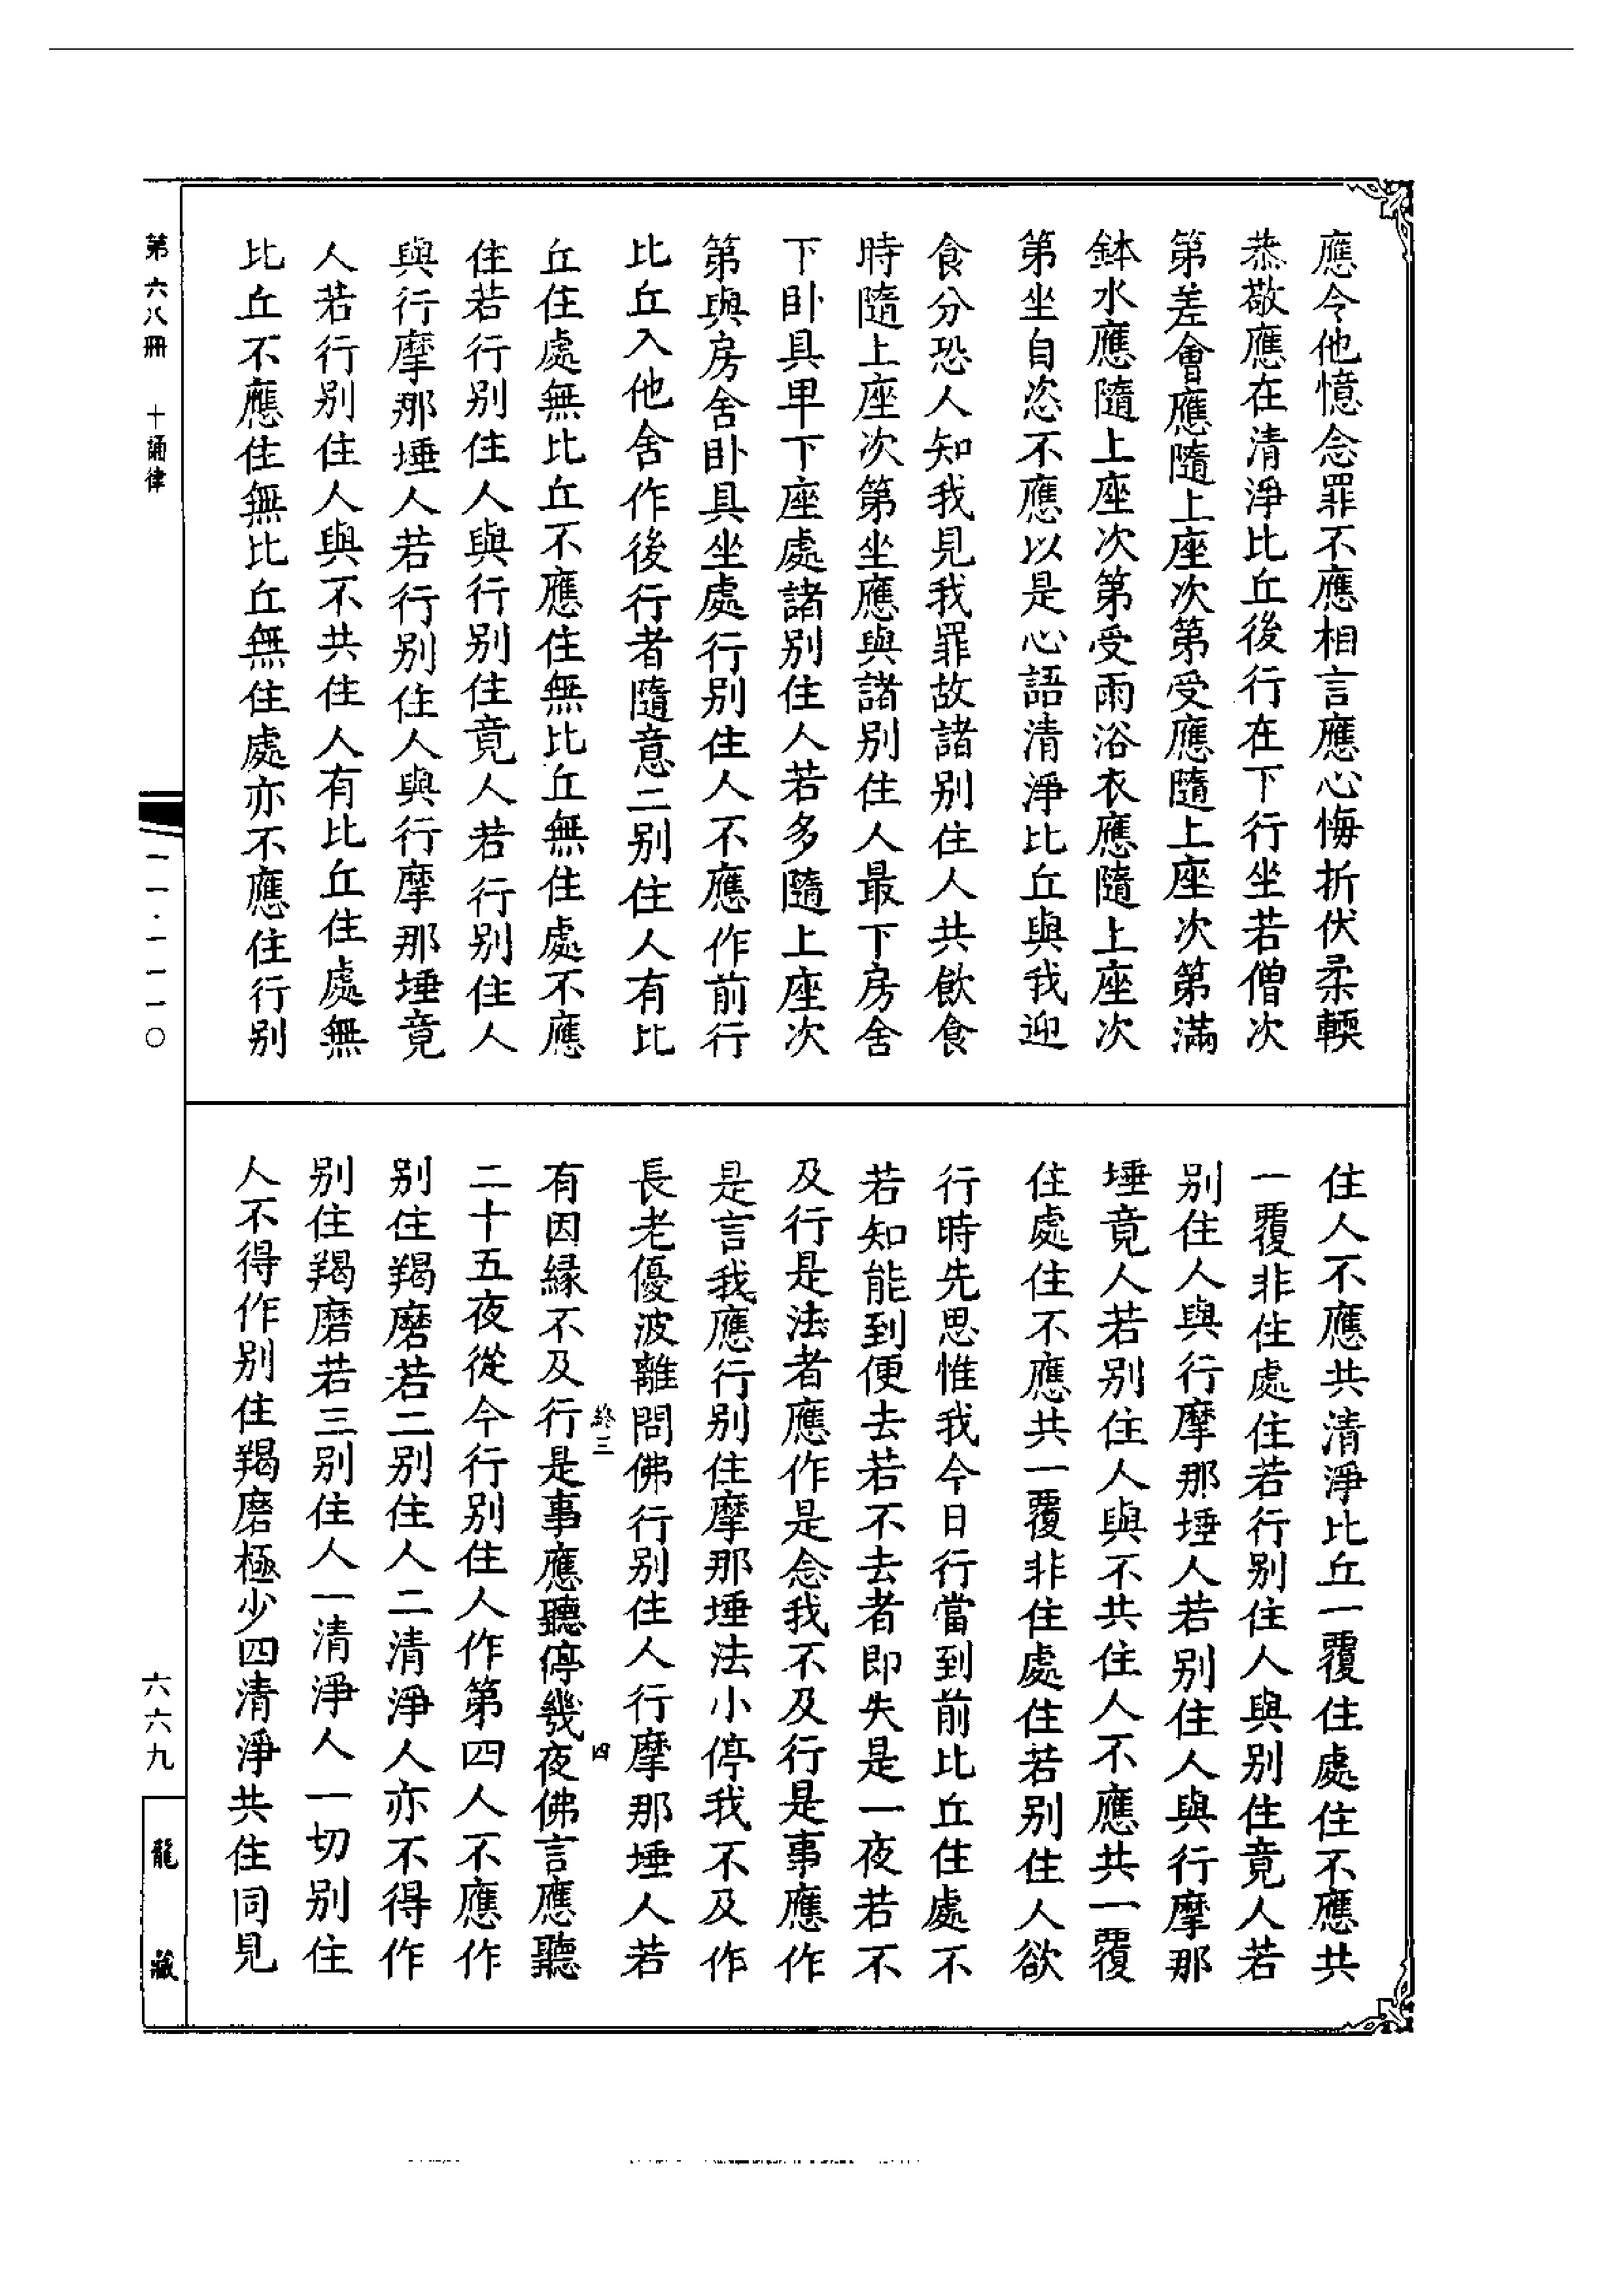 應令他憶念罪不應相言應心悔折伏柔輭
恭敬應在清淨比丘後行在下行坐若僧次
第差會應隨上座次第受應隨上座次第滿
鉢水應隨上座次第受雨浴衣應隨上座次
第坐自恣不應以是心語清淨比丘與我迎
食分恐人知我見我罪故諸別住人共飲食
時隨上座次第坐應與諸別住人最下房舍
下卧具早下座處諸別住人若多隨上座次
第與房舍卧具坐處行別住人不應作前行
比丘入他舍作後行者隨意二別住人有比
丘住處無比丘不應住無比丘無住處不應
住若行別住人與行別住竟人若行別住人
與行摩那埵人若行別住人與行摩那埵竟
人若行別住人與不共住人有比丘住處無
比丘不應住無比丘無住處亦不應住行別
住人不應共清淨比丘一覆住處住不應共
一覆非住處住若行別住人與別住竟人若
別住人與行摩那埵人若別住人與行摩那
埵竟人若別住人與不共住人不應共一覆
住處住不應共一覆非住處住若別住人欲
行時先思惟我今日行當到前比丘住處不
若知能到便去若不去者即失是一夜若不
及行是法者應作是念我不及行是事應作
是言我應行別住摩那埵法小停我不及作
長老優波離問佛行別住人行摩那埵人若
終三 四
有因緣不及行是事應聽停幾夜佛言應聽
二十五夜從今行別住人作第四人不應作
別住羯磨若二別住人二清淨人亦不得作
別住羯磨若三別住人一清淨人一切別住
人不得作別住羯磨極少四清淨共住同見
第六八冊 十誦律
一一·一一一〇
六六九
龍藏